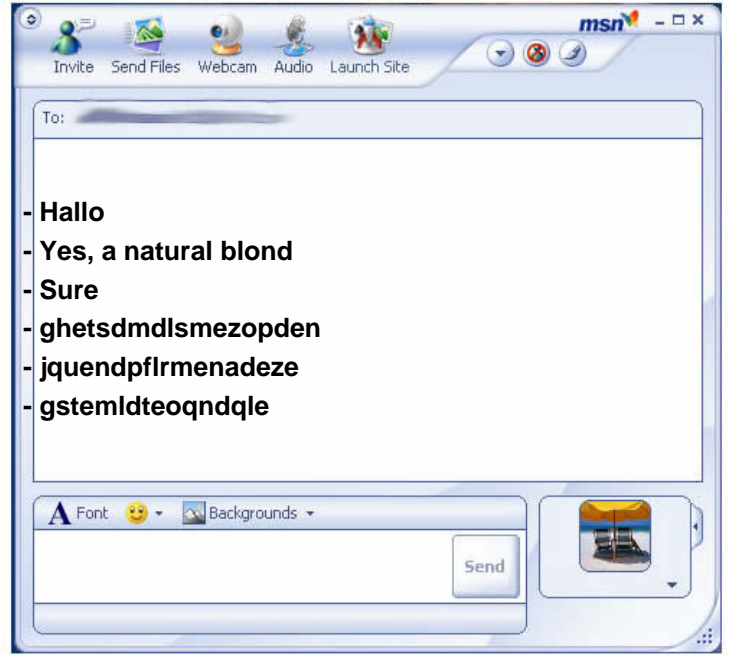 msn
Invite Send Files Webcam Audio Launch Site
To:
- Hallo
- Yes, a natural blond
- Sure
- ghetsdmdlsmezopden
- jquendpflrmenadeze
- gstemldteoqndqle
A Font Backgrounds
Send